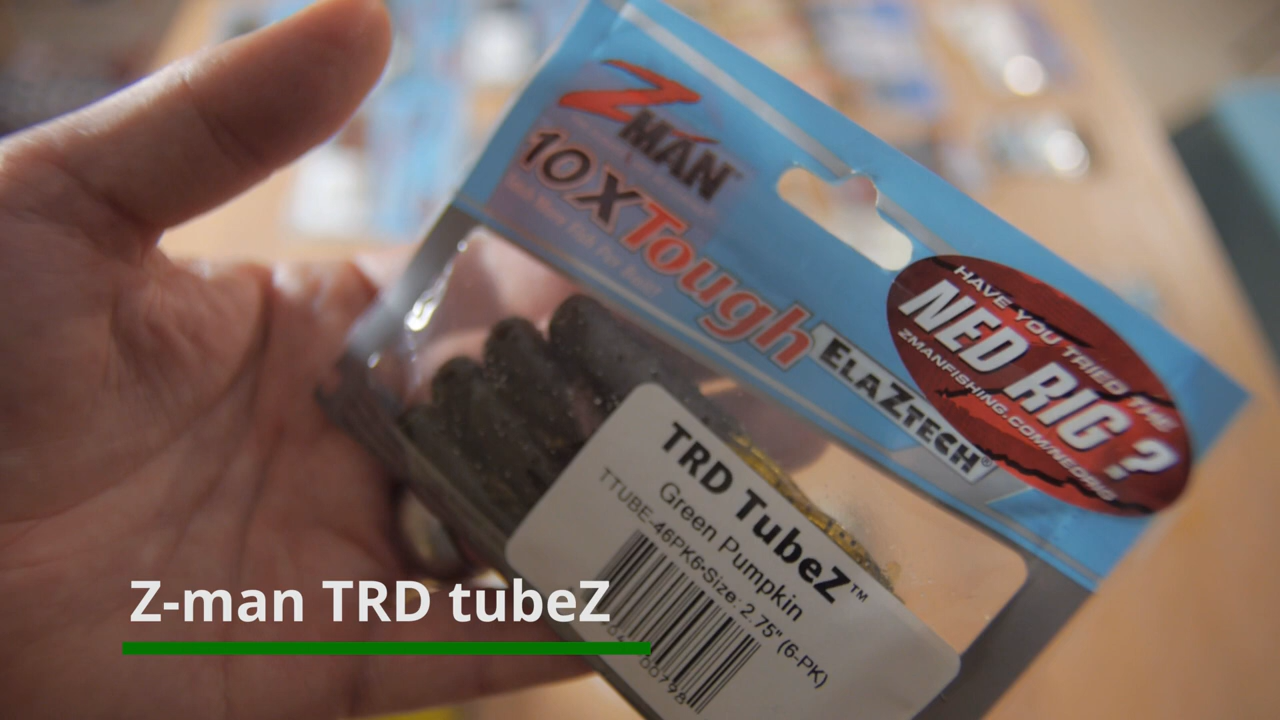 Z
MAN
10X Tough
ELAZTECH®
HAVE YOU TRIED THE
NED RIG ?
ZMANFISHING.COM/NEDRIG
TRD TubeZ™
Green Pumpkin
TTUBE-46PK6•Size: 2.75" (6-PK)
Z-man TRD tubeZ